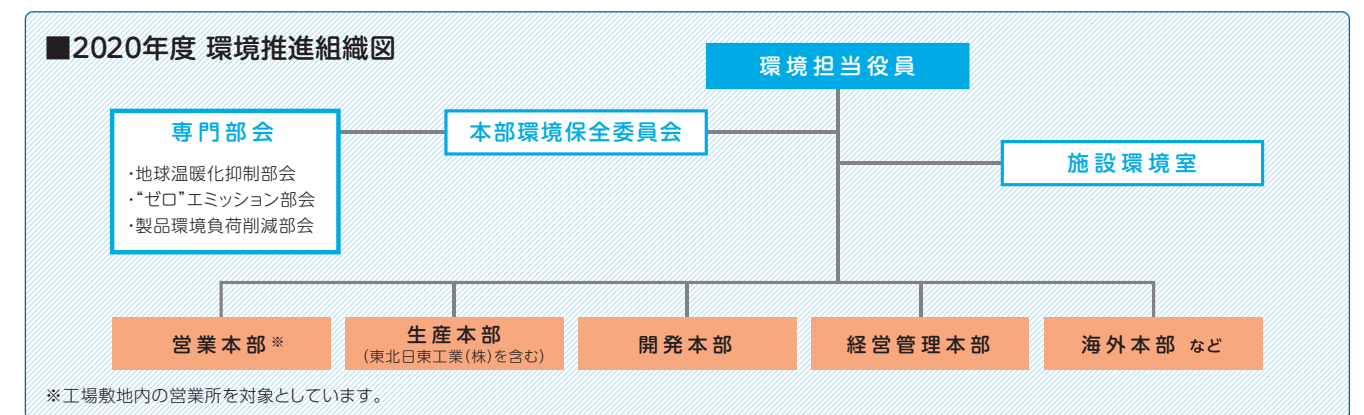 ■2020年度 環境推進組織図
環境担当役員
専門部会
・地球温暖化抑制部会
・“ゼロ”エミッション部会
・製品環境負荷削減部会
本部環境保全委員会
施設環境室
営業本部※
生産本部
(東北日東工業(株)を含む)
開発本部
経営管理本部
海外本部 など
※工場敷地内の営業所を対象としています。